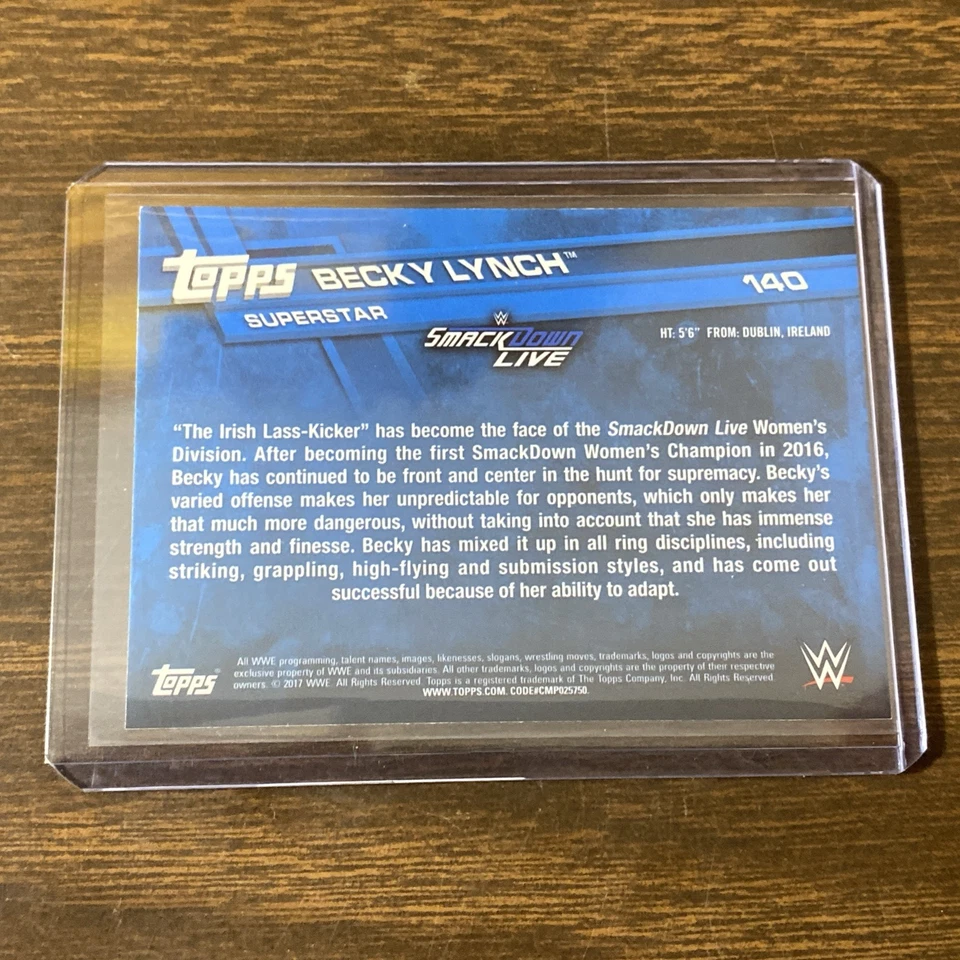 TOPPS BECKY LYNCH™ 140
SUPERSTAR
W
SMACKDOWN
LIVE
HT: 5'6" FROM: DUBLIN, IRELAND
“The Irish Lass-Kicker” has become the face of the SmackDown Live Women’s
Division. After becoming the first SmackDown Women’s Champion in 2016,
Becky has continued to be front and center in the hunt for supremacy. Becky’s
varied offense makes her unpredictable for opponents, which only makes her
that much more dangerous, without taking into account that she has immense
strength and finesse. Becky has mixed it up in all ring disciplines, including
striking, grappling, high-flying and submission styles, and has come out
successful because of her ability to adapt.
All WWE programming, talent names, images, likenesses, slogans, wrestling moves, trademarks, logos and copyrights are the
exclusive property of WWE and its subsidiaries. All other trademarks, logos and copyrights are the property of their respective
owners. © 2017 WWE. All Rights Reserved. Topps is a registered trademark of The Topps Company, Inc. All Rights Reserved.
WWW.TOPPS.COM. CODE#CMP025750.
TOPPS®
W